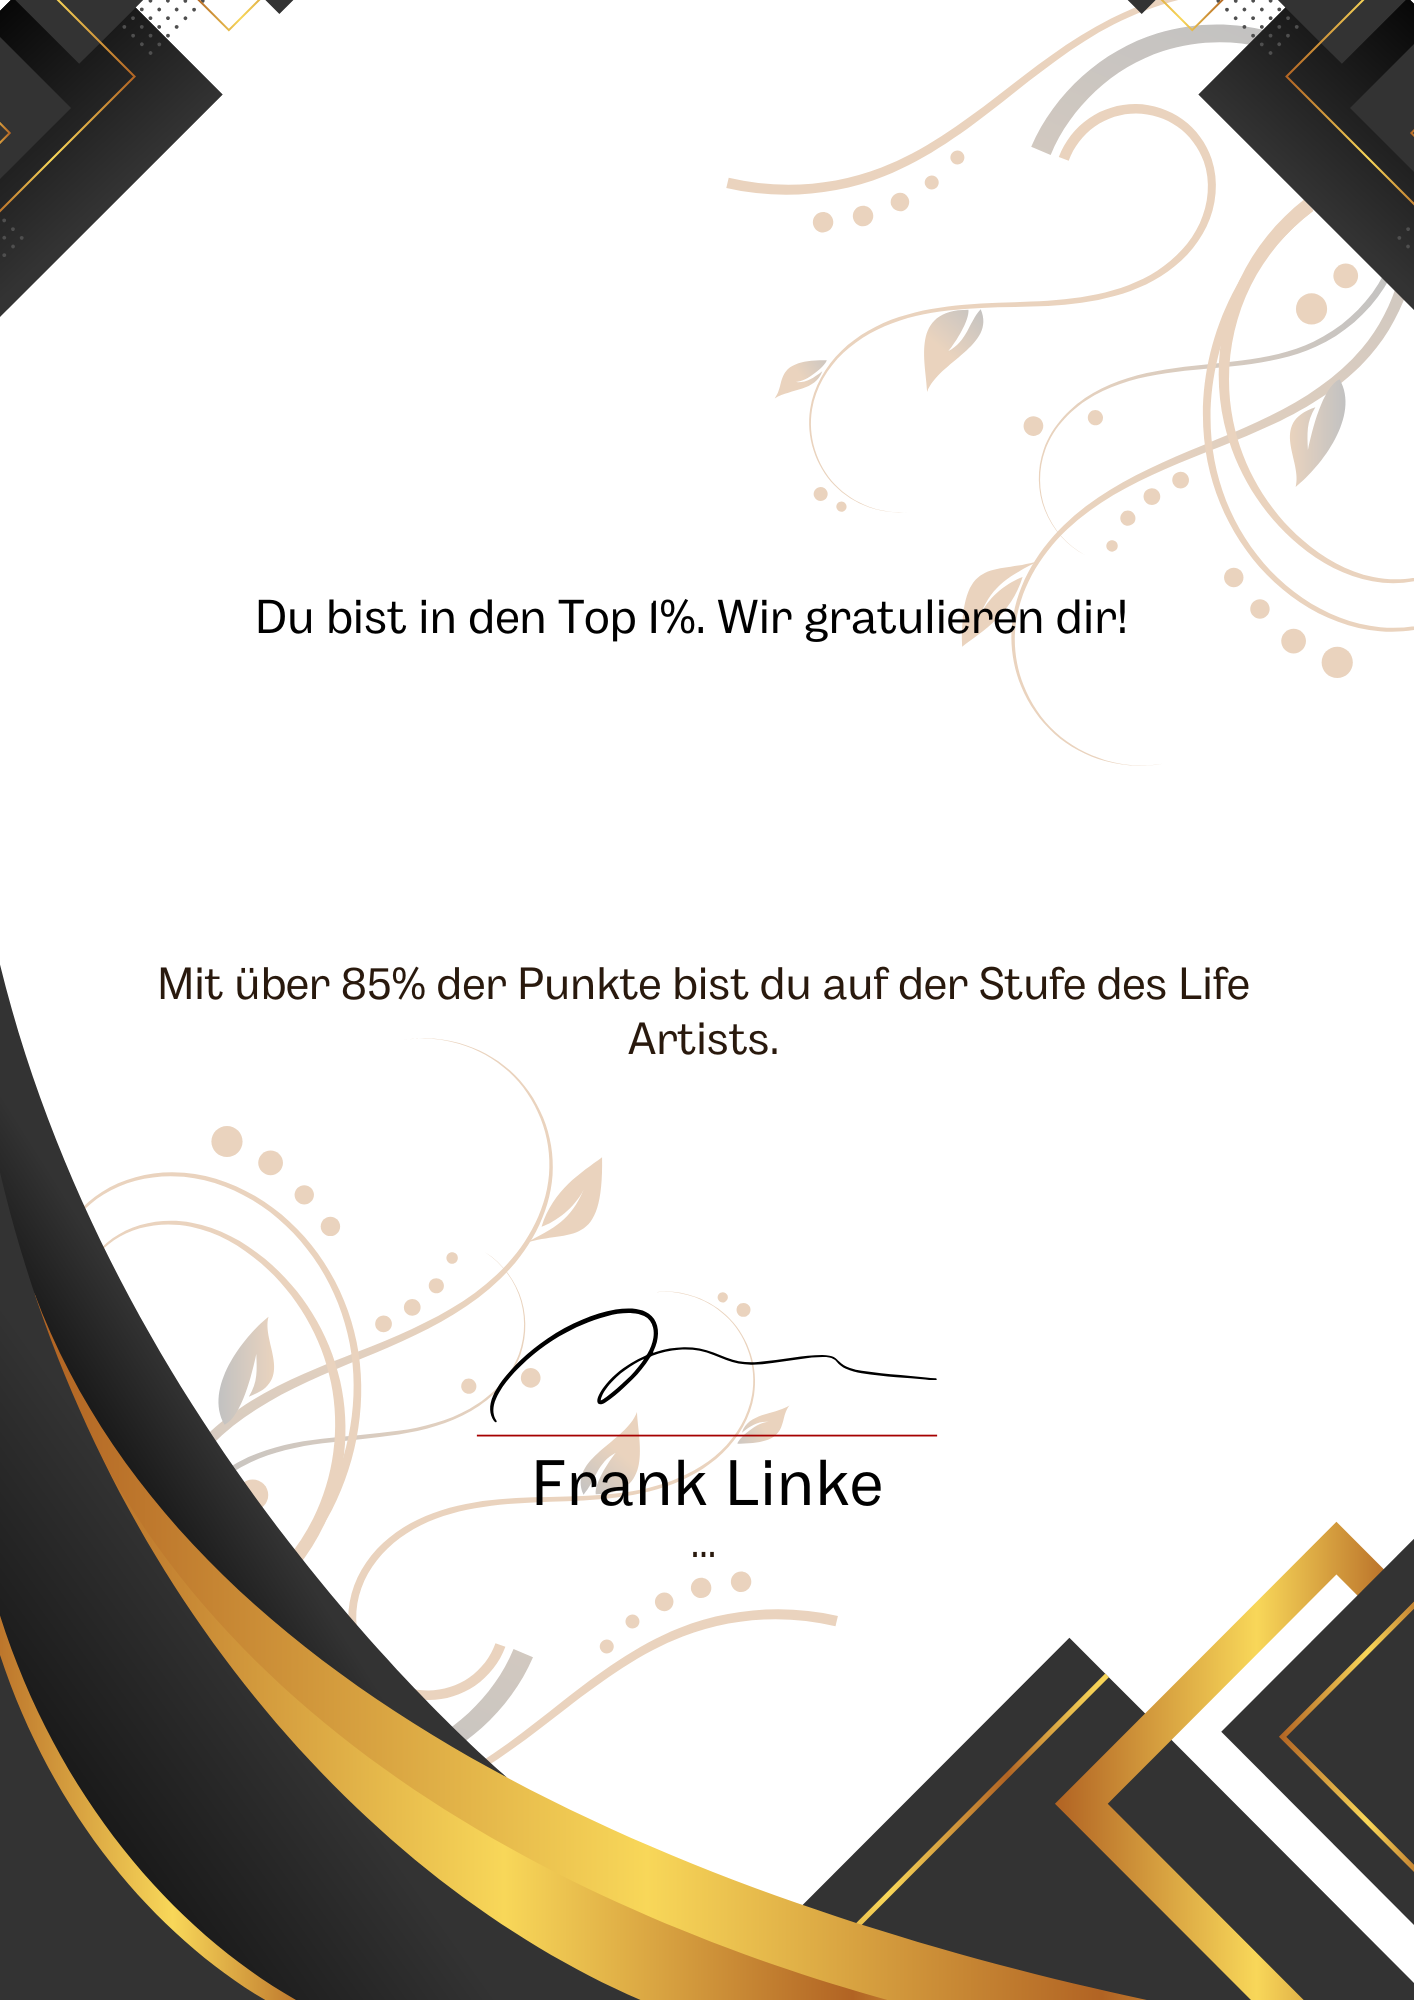 Du bist in den Top 1%. Wir gratulieren dir!
Mit über 85% der Punkte bist du auf der Stufe des Life
Artists.
Frank Linke
...